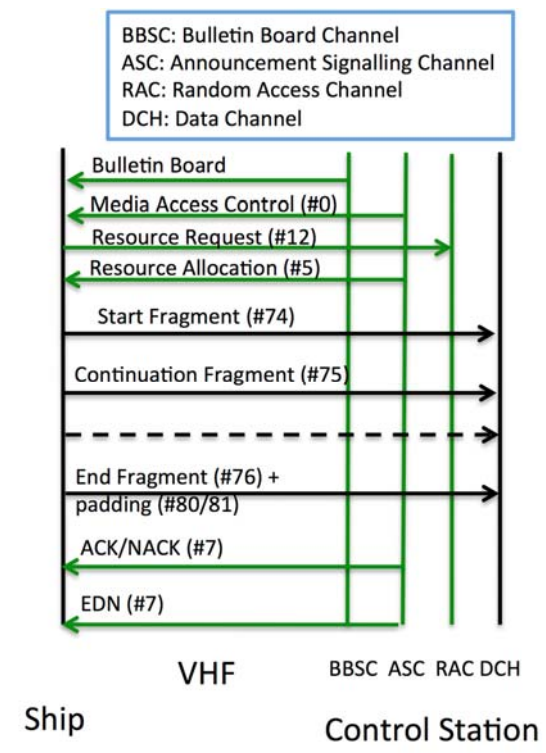 BBSC: Bulletin Board Channel
ASC: Announcement Signalling Channel
RAC: Random Access Channel
DCH: Data Channel
Bulletin Board
Media Access Control (#0)
Resource Request (#12)
Resource Allocation (#5)
Start Fragment (#74)
Continuation Fragment (#75)
End Fragment (#76) +
padding (#80/81)
ACK/NACK (#7)
EDN (#7)
VHF
BBSC ASC RAC DCH
Ship
Control Station